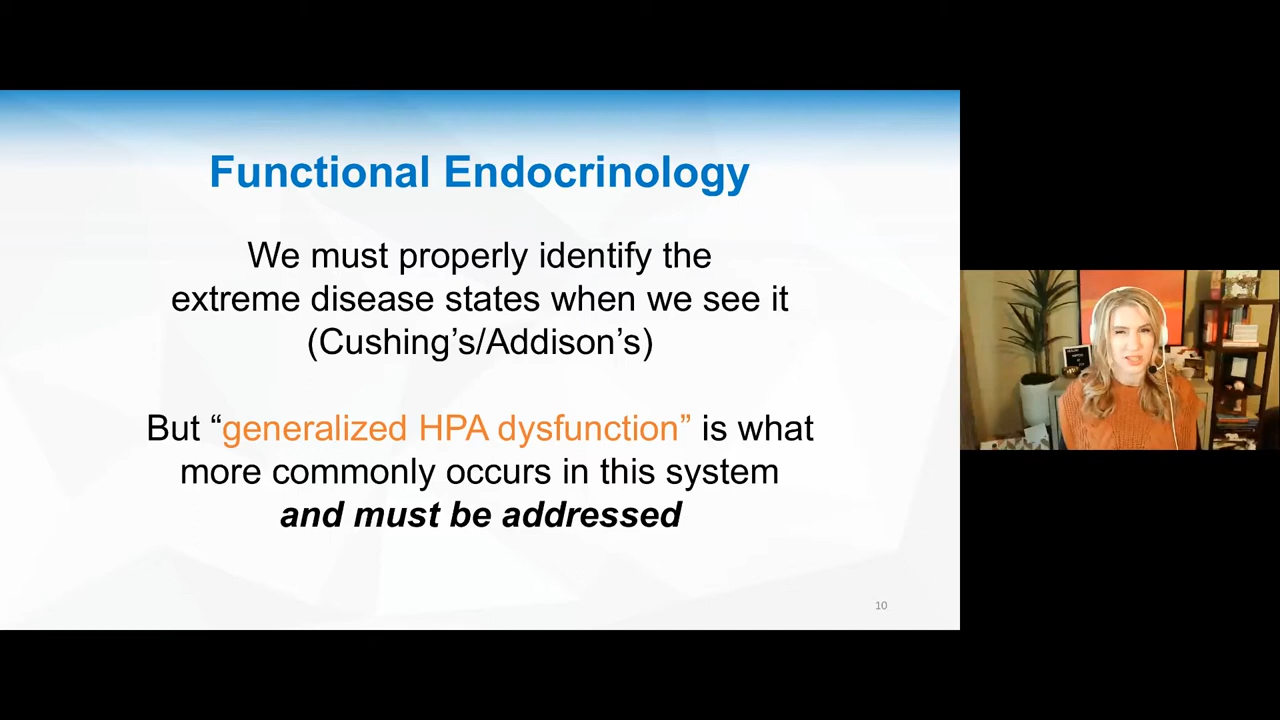 Functional Endocrinology
We must properly identify the
extreme disease states when we see it
(Cushing’s/Addison’s)
But “generalized HPA dysfunction” is what
more commonly occurs in this system
and must be addressed
10